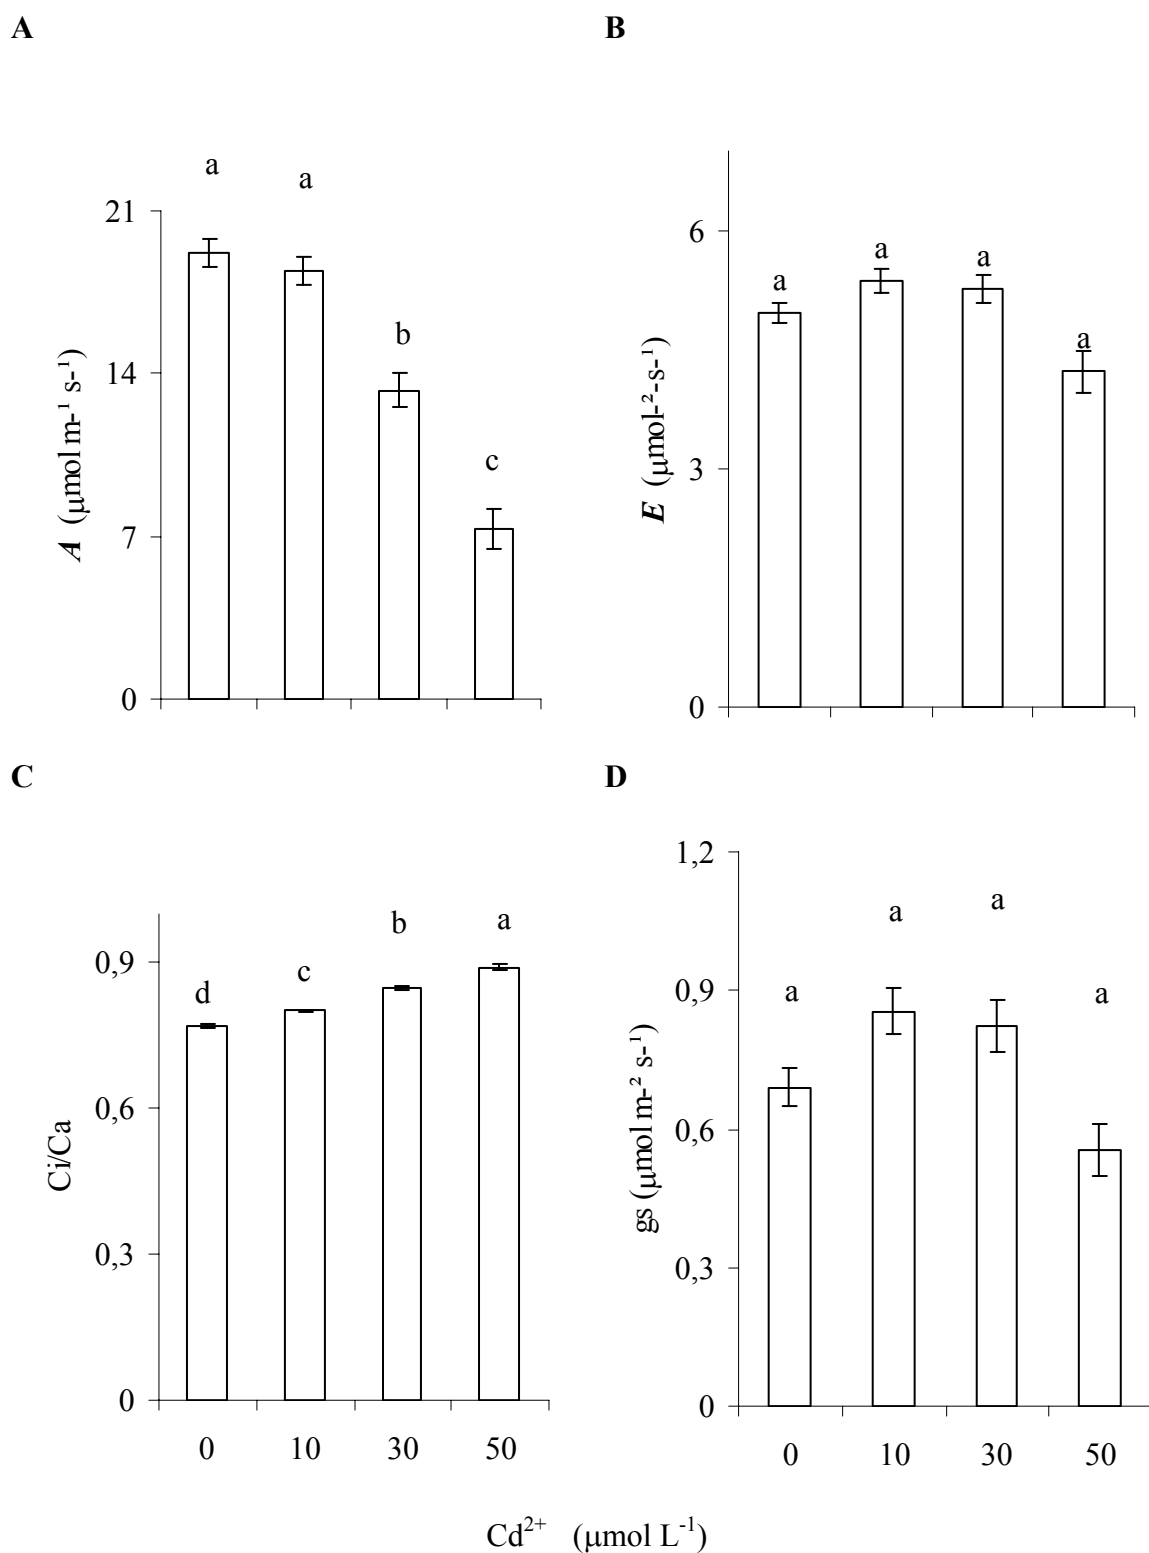 A
B
a
a
b
c
21
14
7
0
A (μmol m-¹ s-¹)
a
a
a
a
6
3
0
E (μmol-²-s-¹)
C
D
d
c
b
a
0,9
0,6
0,3
0
Ci/Ca
0 10 30 50
a
a
a
a
1,2
0,9
0,6
0,3
0
gs (μmol m-² s-¹)
0 10 30 50
Cd²⁺ (μmol L⁻¹)